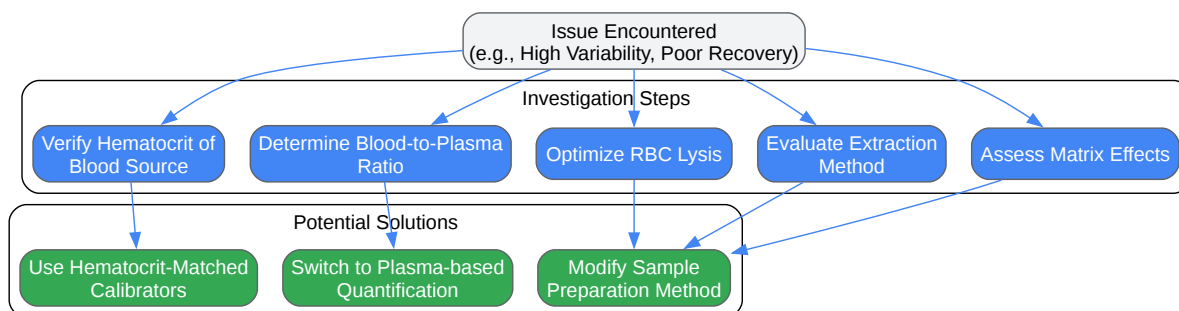 Issue Encountered
(e.g., High Variability, Poor Recovery)
Investigation Steps
Verify Hematocrit of
Blood Source
Determine Blood-to-Plasma
Ratio
Optimize RBC Lysis
Evaluate Extraction
Method
Assess Matrix Effects
Potential Solutions
Use Hematocrit-Matched
Calibrators
Switch to Plasma-based
Quantification
Modify Sample
Preparation Method